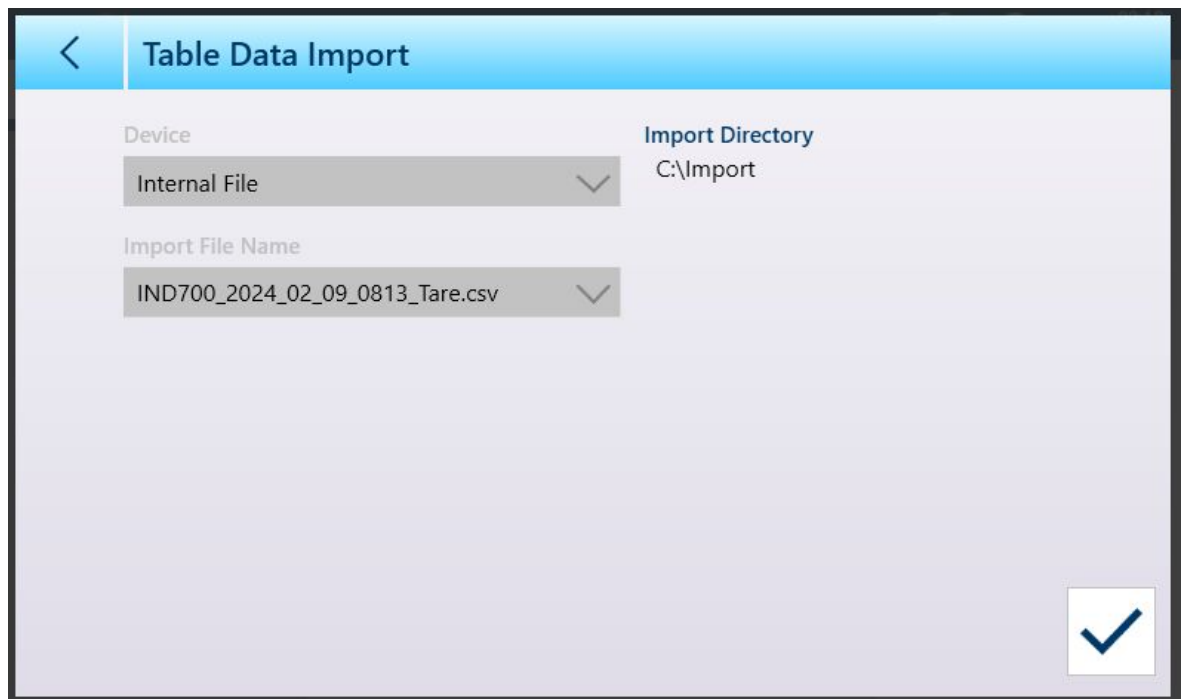 Table Data Import
Device
Internal File
Import Directory
C:\Import
Import File Name
IND700_2024_02_09_0813_Tare.csv